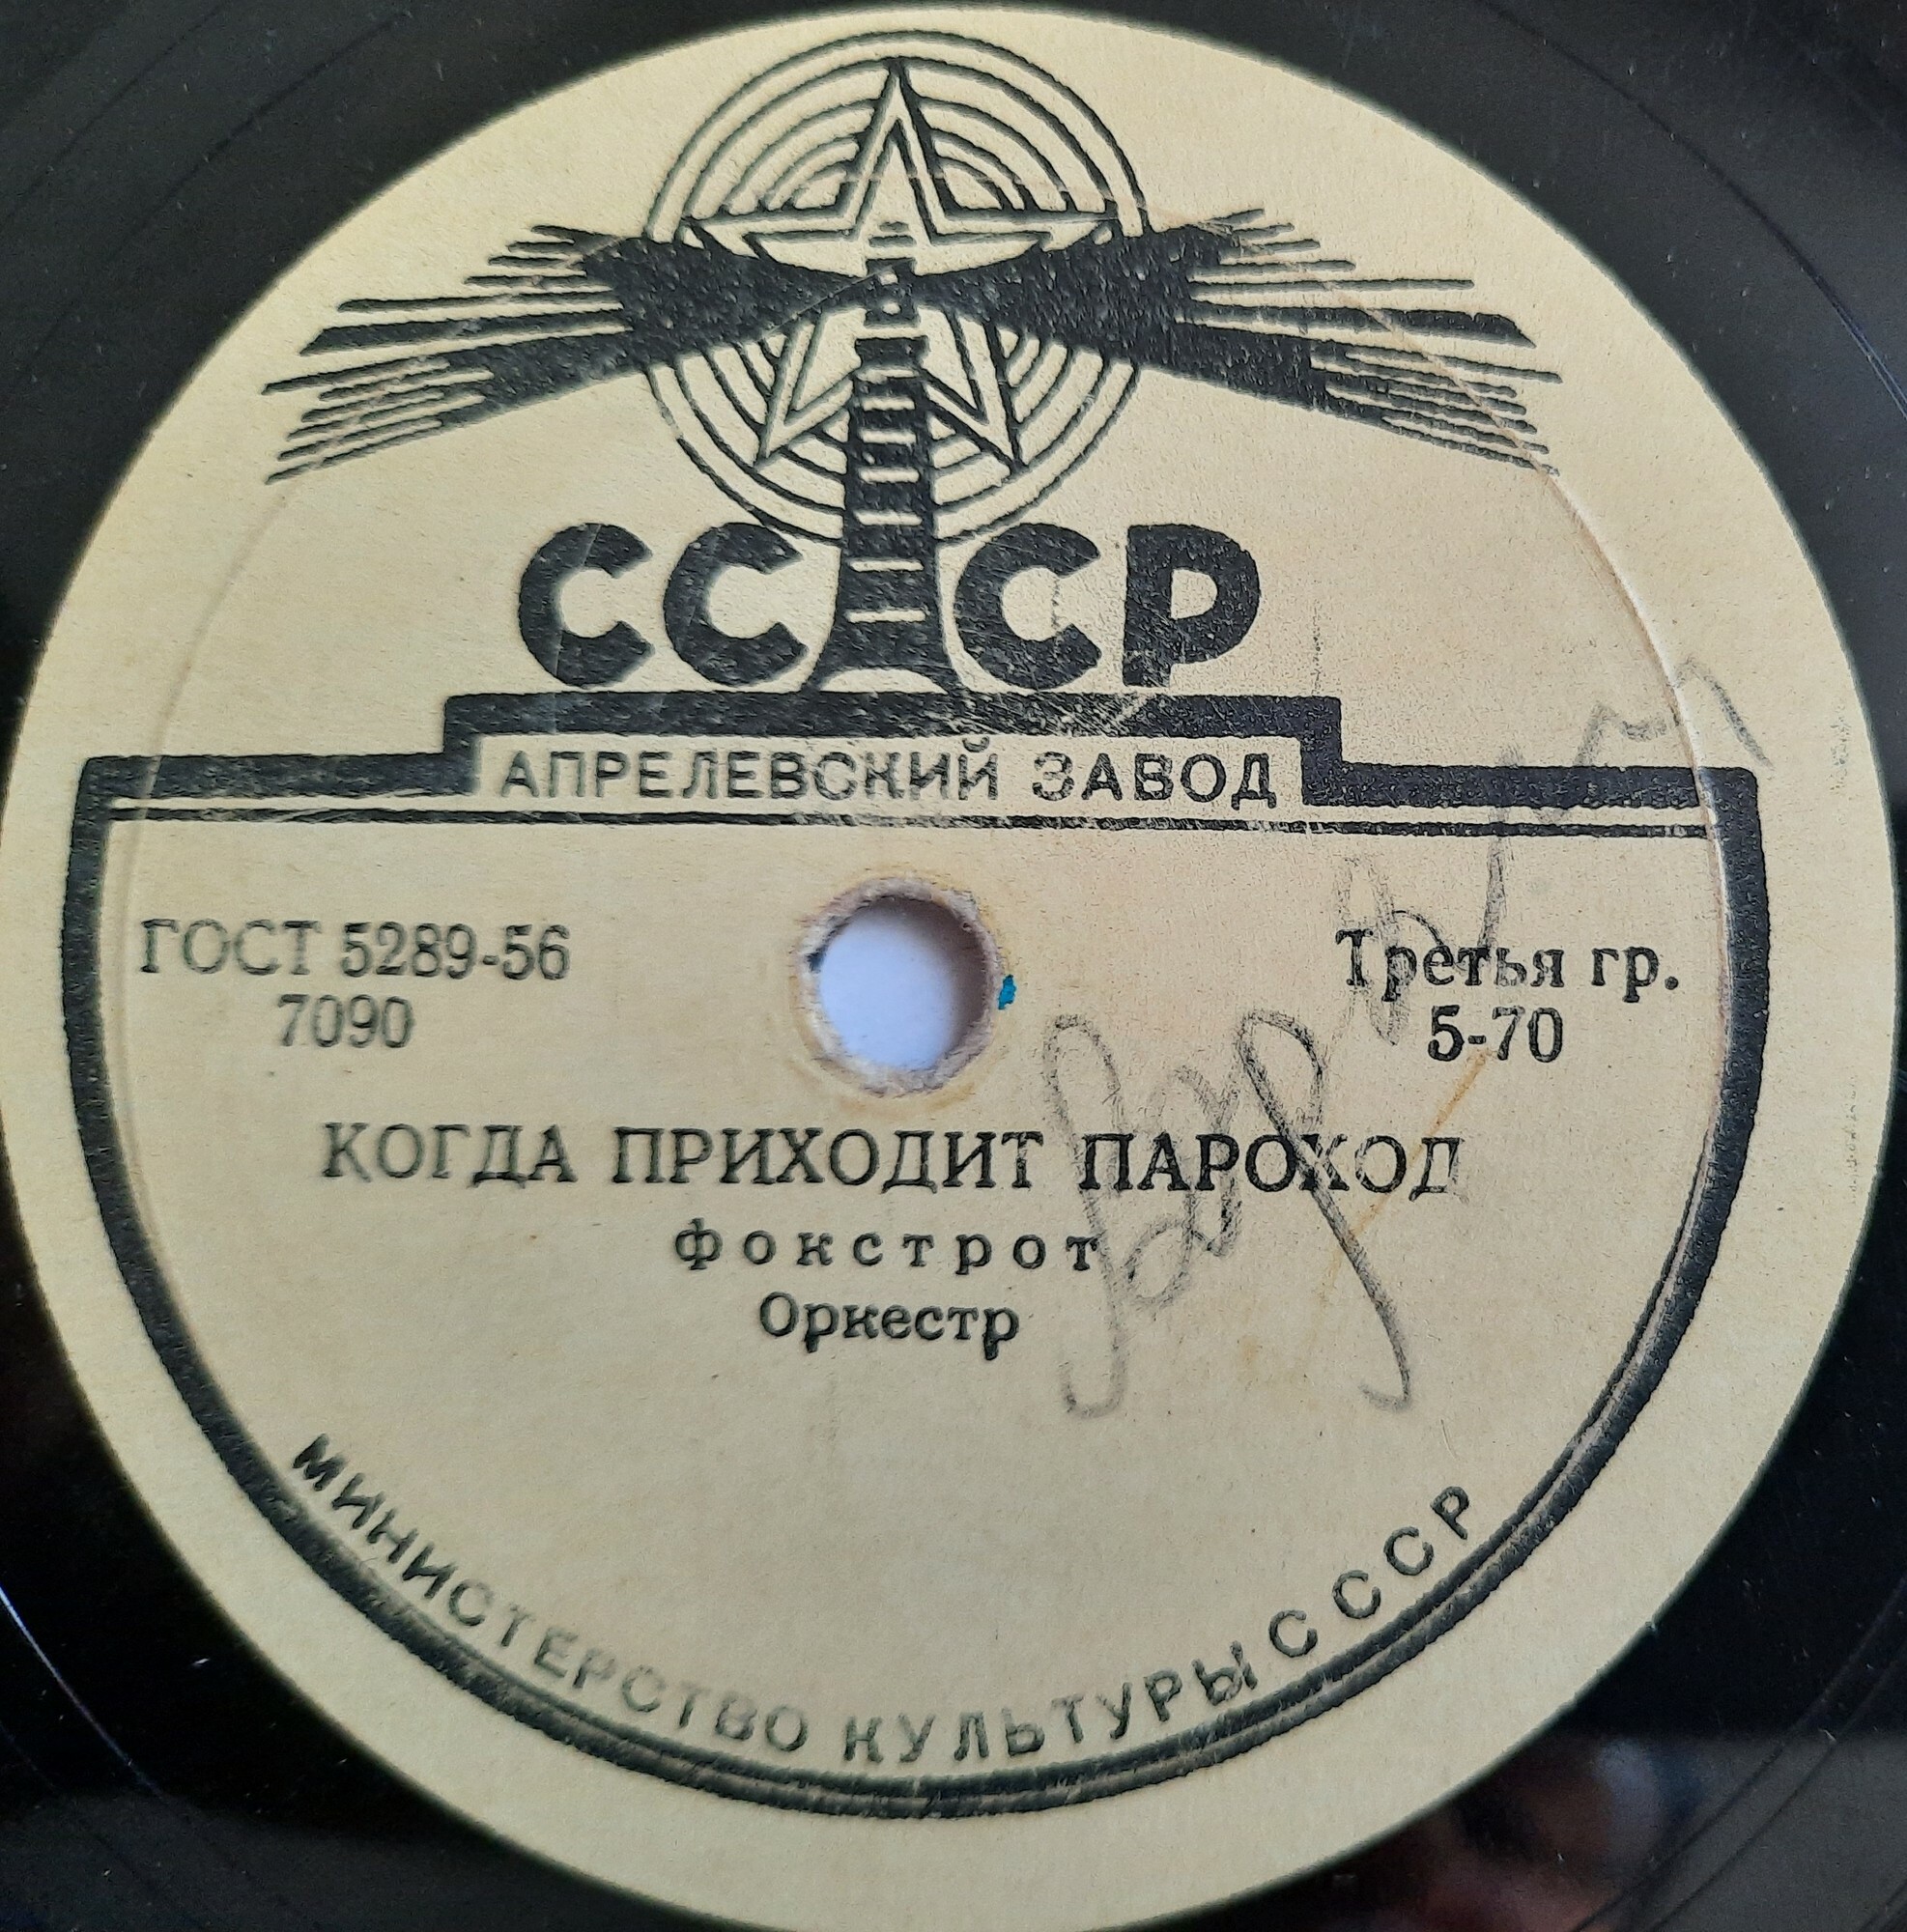 СССР
АПРЕЛЕВСКИЙ ЗАВОД
ГОСТ 5289-56
7090
Третья гр.
5-70
КОГДА ПРИХОДИТ ПАРОХОД
фокстрот
Оркестр
МИНИСТЕРСТВО КУЛЬТУРЫ СССР